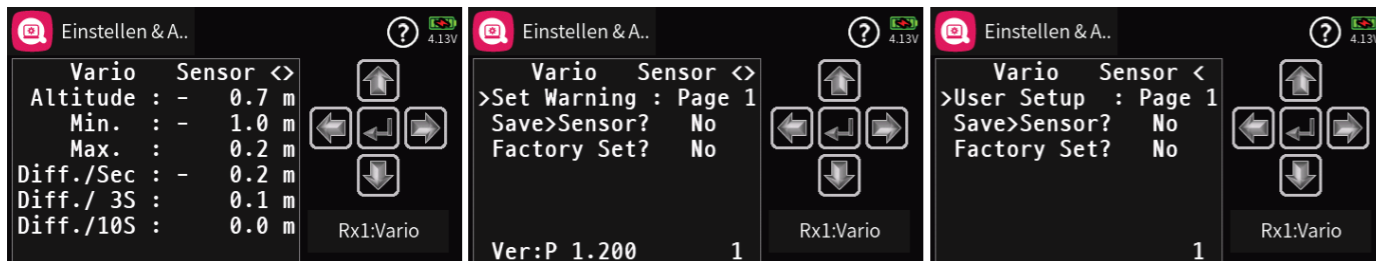 Einstellen & A..
?
4.13V
Vario Sensor <>
Altitude : - 0.7 m
Min. : - 1.0 m
Max. : 0.2 m
Diff./Sec : - 0.2 m
Diff./ 3S : 0.1 m
Diff./10S : 0.0 m
Rx1:Vario
Einstellen & A..
?
4.13V
Vario Sensor <>
>Set Warning : Page 1
Save>Sensor? No
Factory Set? No
Ver:P 1.200 1
Rx1:Vario
Einstellen & A..
?
4.13V
Vario Sensor <
>User Setup : Page 1
Save>Sensor? No
Factory Set? No
1
Rx1:Vario